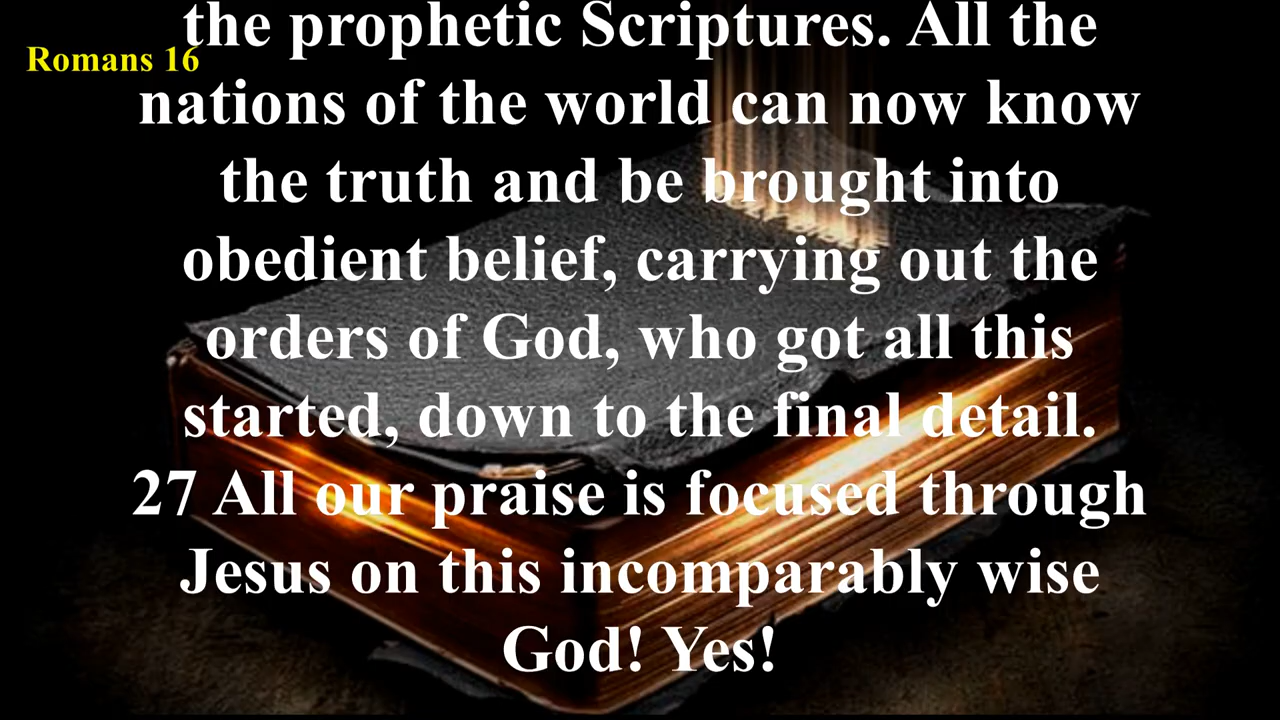 the prophetic Scriptures. All the
Romans 16
nations of the world can now know
the truth and be brought into
obedient belief, carrying out the
orders of God, who got all this
started, down to the final detail.
27 All our praise is focused through
Jesus on this incomparably wise
God! Yes!